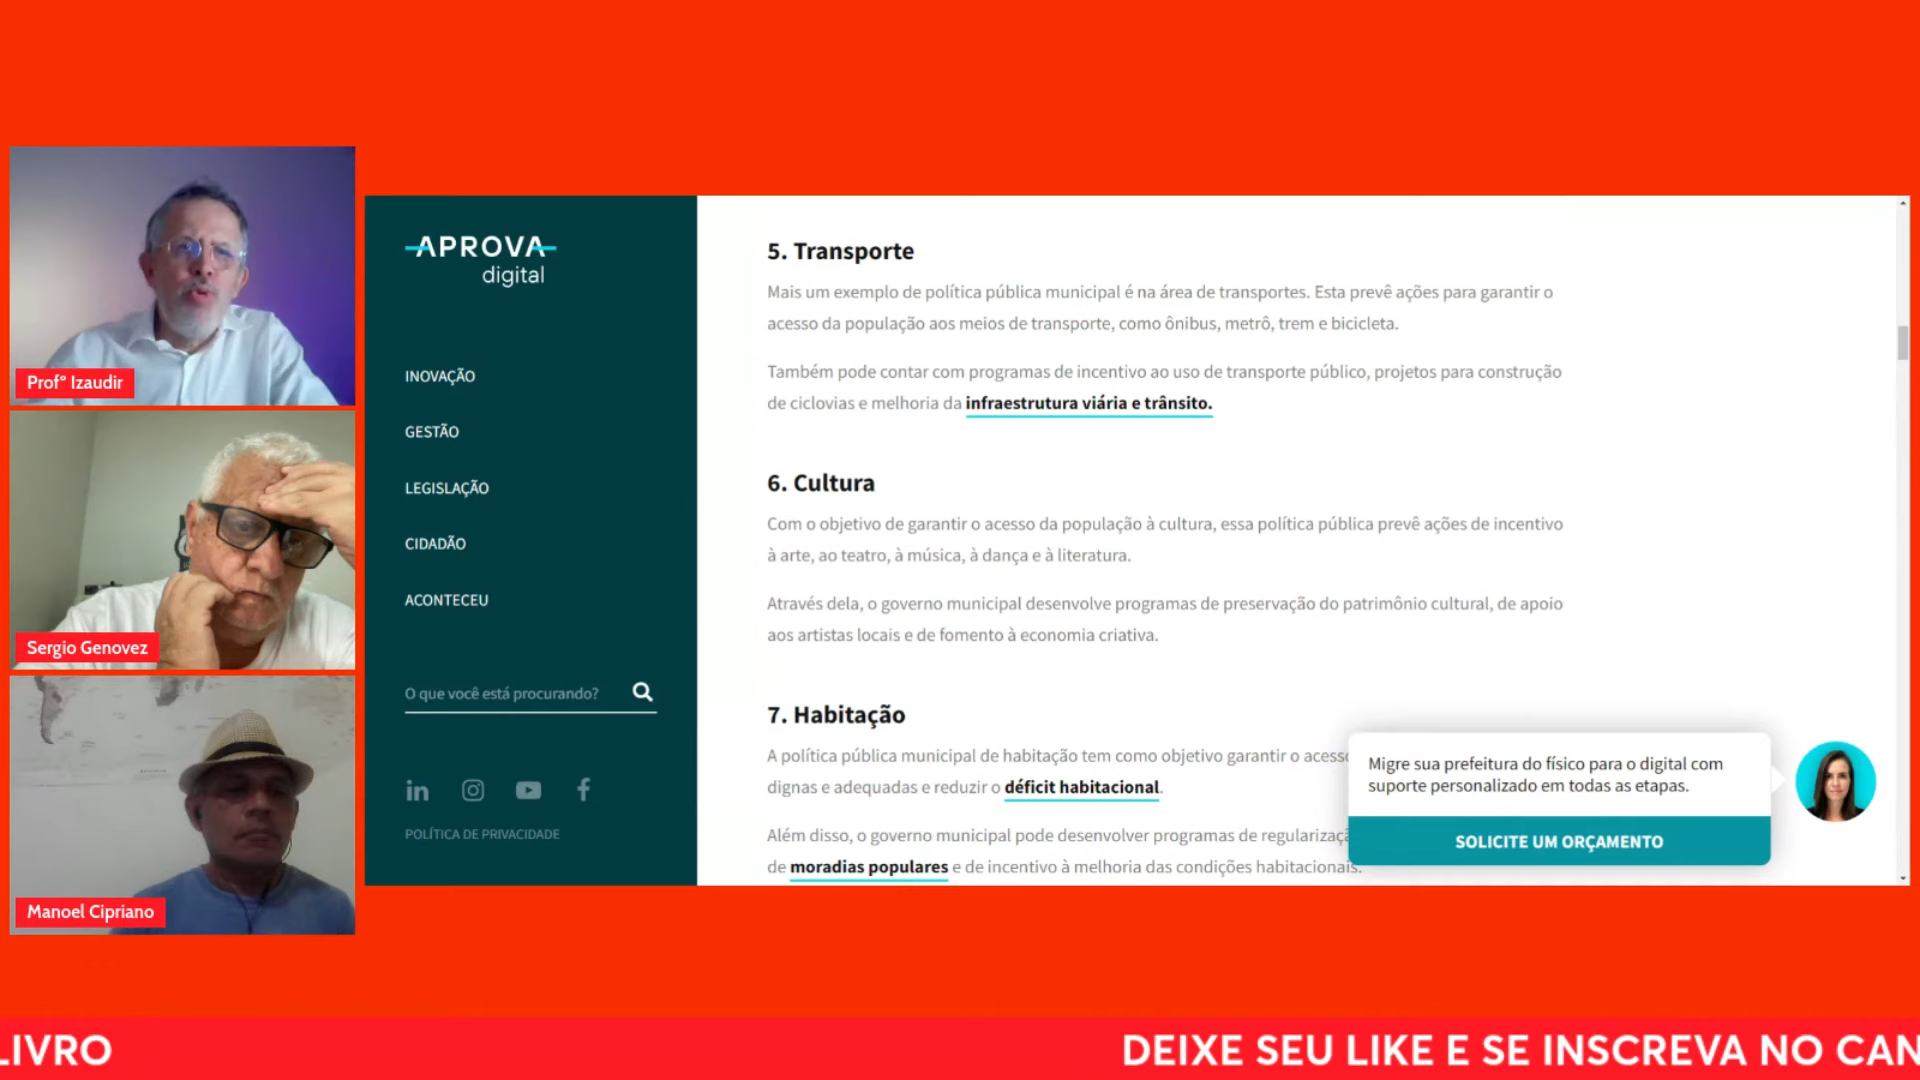 Profº Izaudir
Sergio Genovez
Manoel Cipriano
APROVA
digital
INOVAÇÃO
GESTÃO
LEGISLAÇÃO
CIDADÃO
ACONTECEU
O que você está procurando?
POLÍTICA DE PRIVACIDADE
5. Transporte
Mais um exemplo de política pública municipal é na área de transportes. Esta prevê ações para garantir o
acesso da população aos meios de transporte, como ônibus, metrô, trem e bicicleta.
Também pode contar com programas de incentivo ao uso de transporte público, projetos para construção
de ciclovias e melhoria da infraestrutura viária e trânsito.
6. Cultura
Com o objetivo de garantir o acesso da população à cultura, essa política pública prevê ações de incentivo
à arte, ao teatro, à música, à dança e à literatura.
Através dela, o governo municipal desenvolve programas de preservação do patrimônio cultural, de apoio
aos artistas locais e de fomento à economia criativa.
7. Habitação
A política pública municipal de habitação tem como objetivo garantir o acesso
dignas e adequadas e reduzir o déficit habitacional.
Além disso, o governo municipal pode desenvolver programas de
de moradias populares e de incentivo à melhoria das condições habitacionais.
Migre sua prefeitura do físico para o digital com
suporte personalizado em todas as etapas.
SOLICITE UM ORÇAMENTO
LIVRO
DEIXE SEU LIKE E SE INSCREVA NO CAN